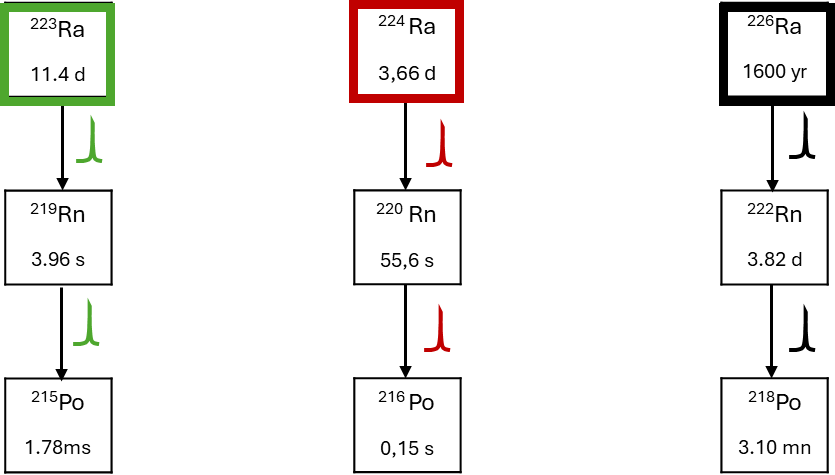 ²²³Ra
11.4 d
²²⁴ Ra
3,66 d
²²⁶Ra
1600 yr
²¹⁹Rn
3.96 s
²²⁰ Rn
55,6 s
²²²Rn
3.82 d
²¹⁵Po
1.78ms
²¹⁶ Po
0,15 s
²¹⁸Po
3.10 mn